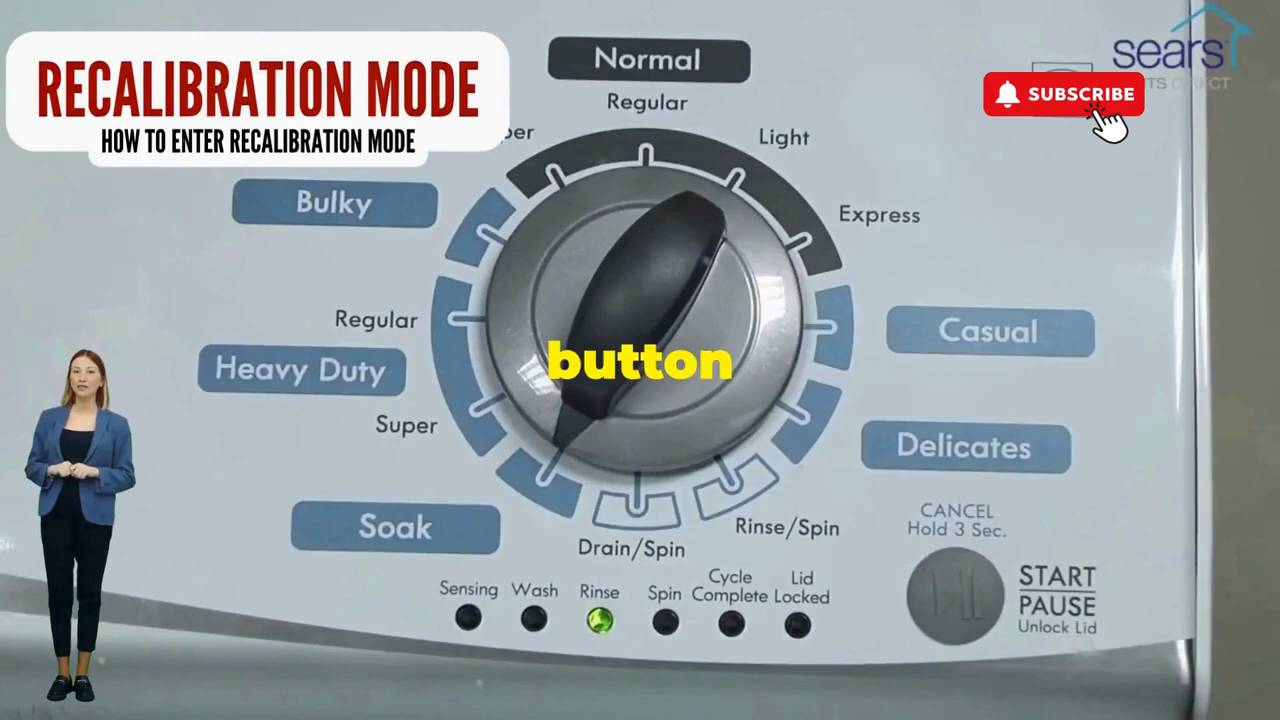 RECALIBRATION MODE
HOW TO ENTER RECALIBRATION MODE
sears
DIRECT
SUBSCRIBE
Normal
Regular
Light
Express
Bulky
Regular
Heavy Duty
Super
Casual
button
Delicates
Soak
Drain/Spin
Rinse/Spin
CANCEL
Hold 3 Sec.
Sensing
Wash
Rinse
Spin
Cycle
Complete
Lid
Locked
START
PAUSE
Unlock Lid